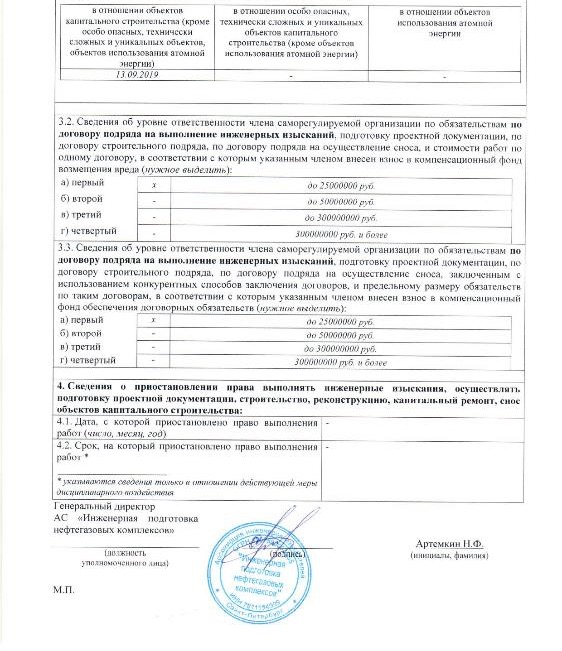 в отношении объектов
капитального строительства (кроме
особо опасных, технически
сложных и уникальных объектов,
объектов использования атомной
энергии)
в отношении особо опасных,
технически сложных и уникальных
объектов капитального
строительства (кроме объектов
использования атомной энергии)
в отношении объектов
использования атомной
энергии
13.09.2019 - -
3.2. Сведения об уровне ответственности члена саморегулируемой организации по обязательствам по
договору подряда на выполнение инженерных изысканий, подготовку проектной документации, по
договору строительного подряда, по договору подряда на осуществление сноса, и стоимости работ по
одному договору, в соответствии с которым указанным членом внесен взнос в компенсационный фонд
возмещения вреда (нужное выделить):
а) первый x до 25000000 руб.
б) второй - до 50000000 руб.
в) третий - до 300000000 руб.
г) четвертый - 300000000 руб. и более
3.3. Сведения об уровне ответственности члена саморегулируемой организации по обязательствам по
договору подряда на выполнение инженерных изысканий, подготовку проектной документации, по
договору строительного подряда, по договору подряда на осуществление сноса, заключенным с
использованием конкурентных способов заключения договоров, и предельному размеру обязательств
по таким договорам, в соответствии с которым указанным членом внесен взнос в компенсационный
фонд обеспечения договорных обязательств (нужное выделить):
а) первый x до 25000000 руб.
б) второй - до 50000000 руб.
в) третий - до 300000000 руб.
г) четвертый - 300000000 руб. и более
4. Сведения о приостановлении права выполнять инженерные изыскания, осуществлять
подготовку проектной документации, строительство, реконструкцию, капитальный ремонт, снос
объектов капитального строительства:
4.1. Дата, с которой приостановлено право выполнения
работ (число, месяц, год)
-
4.2. Срок, на который приостановлено право выполнения
работ *
-
* указываются сведения только в отношении действующей меры
дисциплинарного воздействия
Генеральный директор
АС «Инженерная подготовка
нефтегазовых комплексов»
(должность
уполномоченного лица)
(подпись)
Артемкин Н.Ф.
(инициалы, фамилия)
М.П.
"Инженерная
подготовка
нефтегазовых
комплексов"
Санкт-Петербург